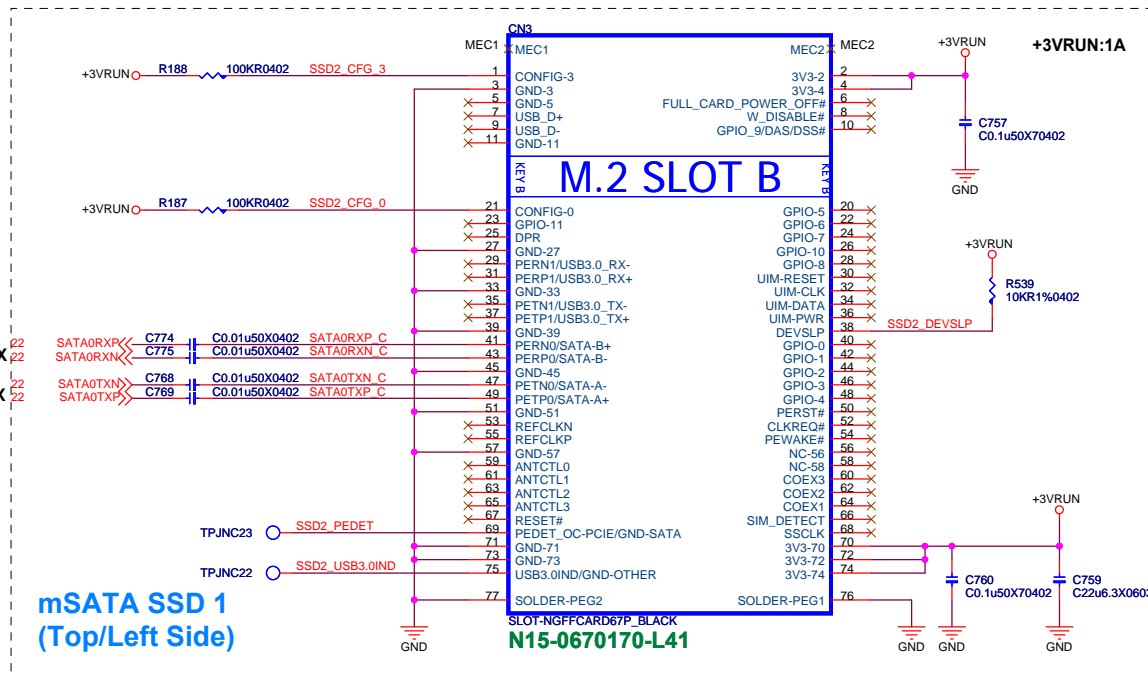 CN3
MEC1 MEC1 MEC2 MEC2
+3VRUN +3VRUN:1A
+3VRUN R188 100KR0402 SSD2_CFG_3 1 CONFIG-3 3V3-2 2
3 GND-3 3V3-4 4
5 GND-5 FULL_CARD_POWER_OFF# 6
7 USB_D+ W_DISABLE# 8
9 USB_D- GPIO_9/DAS/DSS# 10
11 GND-11
C757
C0.1u50X70402
GND
KEY B M.2 SLOT B KEY B
+3VRUN R187 100KR0402 SSD2_CFG_0 21 CONFIG-0 GPIO-5 20
23 GPIO-11 GPIO-6 22
25 DPR GPIO-7 24
27 GND-27 GPIO-10 26
29 PERN1/USB3.0_RX- GPIO-8 28
31 PERP1/USB3.0_RX+ UIM-RESET 30
33 GND-33 UIM-CLK 32
35 PETN1/USB3.0_TX- UIM-DATA 34
37 PETP1/USB3.0_TX+ UIM-PWR 36
39 GND-39 DEVSLP 38 SSD2_DEVSLP
+3VRUN
R539
10KR1%0402
X 22 SATA0RXP C774 C0.01u50X0402 SATA0RXP_C 41 PERN0/SATA-B+ GPIO-0 40
22 SATA0RXN C775 C0.01u50X0402 SATA0RXN_C 43 PERP0/SATA-B- GPIO-1 42
45 GND-45 GPIO-2 44
22 SATA0TXN C768 C0.01u50X0402 SATA0TXN_C 47 PETN0/SATA-A- GPIO-3 46
X 22 SATA0TXP C769 C0.01u50X0402 SATA0TXP_C 49 PETP0/SATA-A+ GPIO-4 48
51 GND-51 PERST# 50
53 REFCLKN CLKREQ# 52
55 REFCLKP PEWAKE# 54
57 GND-57 NC-56 56
59 ANTCTL0 NC-58 58
61 ANTCTL1 COEX3 60
63 ANTCTL2 COEX2 62
65 ANTCTL3 COEX1 64
67 RESET# SIM_DETECT 66
TPJNC23 SSD2_PEDET 69 PEDET_OC-PCIE/GND-SATA SSCLK 68
71 GND-71 3V3-70 70
73 GND-73 3V3-72 72
TPJNC22 SSD2_USB3.0IND 75 USB3.0IND/GND-OTHER 3V3-74 74
77 SOLDER-PEG2 SOLDER-PEG1 76
+3VRUN
C760
C0.1u50X70402
C759
C22u6.3X0603
SLOT-NGFFCARD67P_BLACK
N15-0670170-L41
mSATA SSD 1
(Top/Left Side)
GND GND GND GND